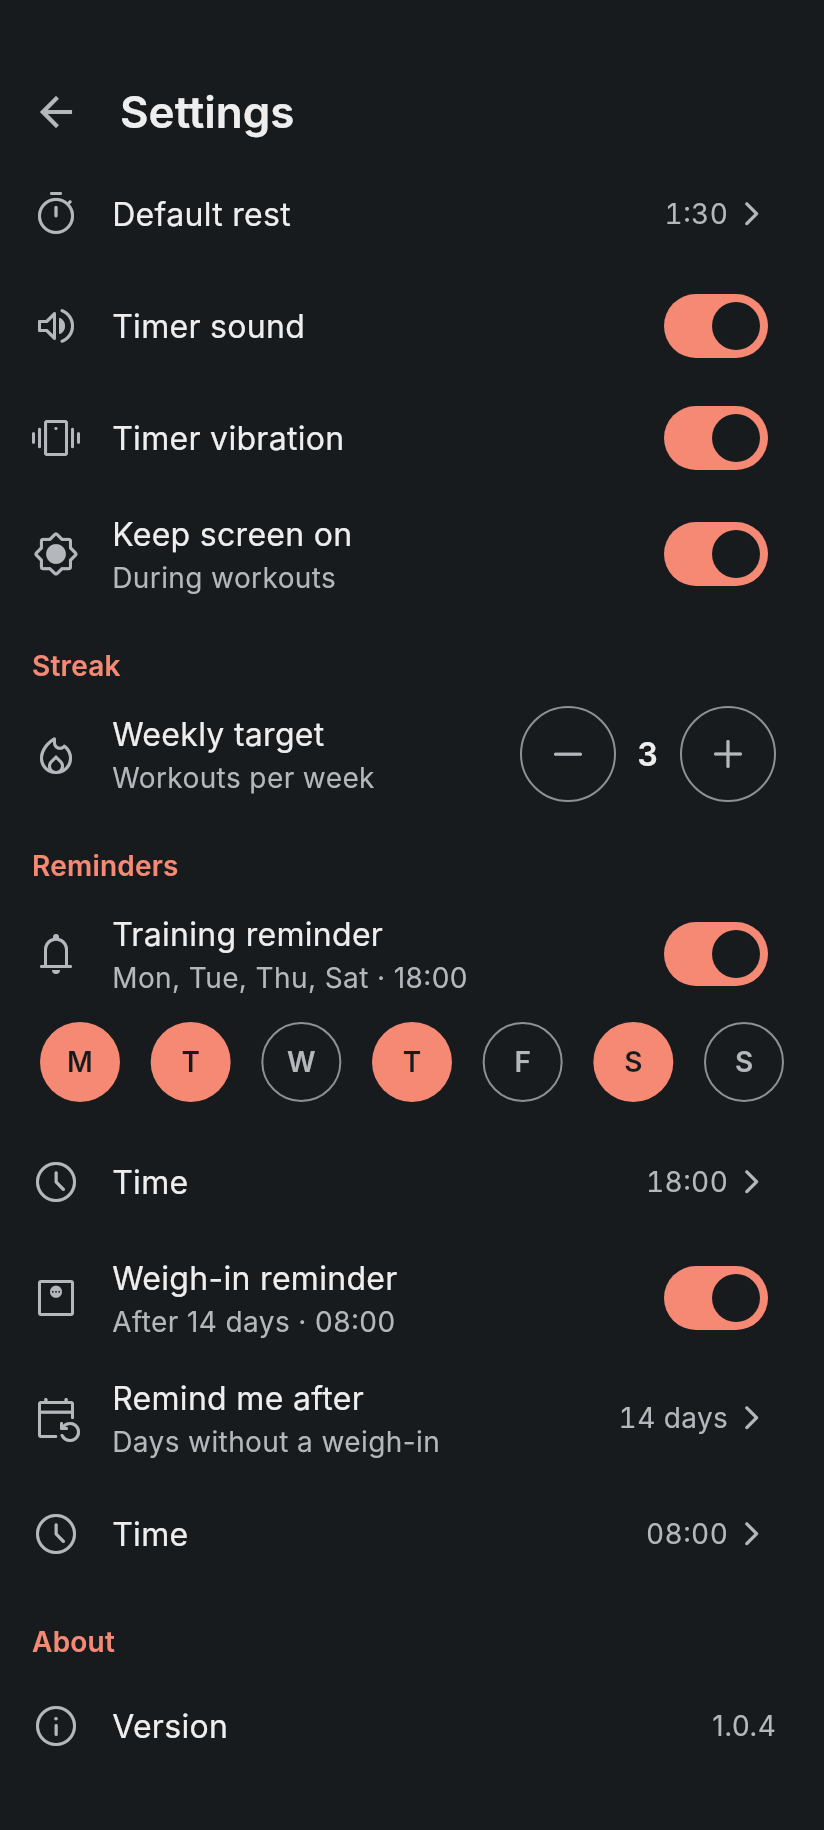 Settings
Default rest 1:30
Timer sound
Timer vibration
Keep screen on
During workouts
Streak
Weekly target
Workouts per week
3
Reminders
Training reminder
Mon, Tue, Thu, Sat · 18:00
M T W T F S S
Time 18:00
Weigh-in reminder
After 14 days · 08:00
Remind me after
Days without a weigh-in
14 days
Time 08:00
About
Version 1.0.4